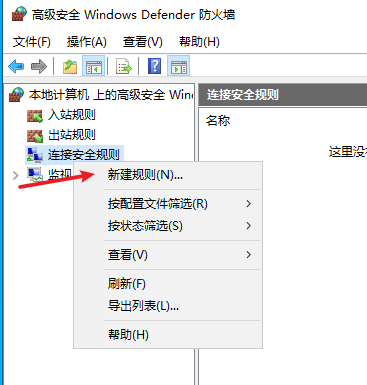 高级安全 Windows Defender 防火墙
文件(F) 操作(A) 查看(V) 帮助(H)
本地计算机 上的高级安全 Wind
入站规则
出站规则
连接安全规则
监视
连接安全规则
名称
这里没
新建规则(N)...
按配置文件筛选(R)
按状态筛选(S)
查看(V)
刷新(F)
导出列表(L)...
帮助(H)